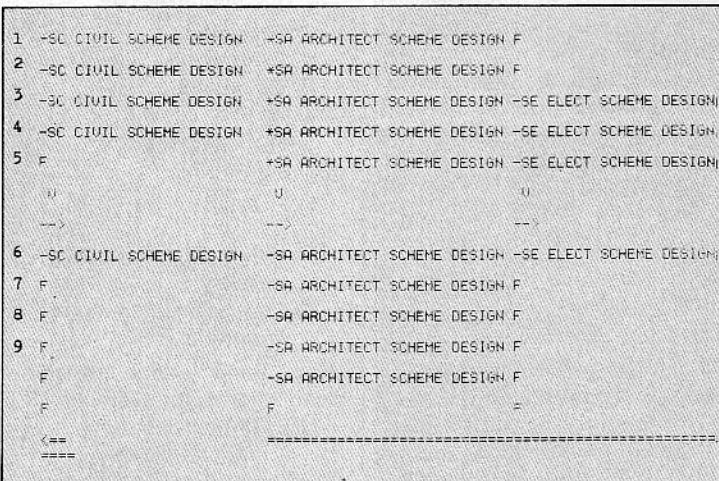 1 -SC CIVIL SCHEME DESIGN -SA ARCHITECT SCHEME DESIGN F
2 -SC CIVIL SCHEME DESIGN *SA ARCHITECT SCHEME DESIGN F
3 -SC CIVIL SCHEME DESIGN +SA ARCHITECT SCHEME DESIGN -SE ELECT SCHEME DESIGN
4 -SC CIVIL SCHEME DESIGN *SA ARCHITECT SCHEME DESIGN -SE ELECT SCHEME DESIGN
5 F +SA ARCHITECT SCHEME DESIGN -SE ELECT SCHEME DESIGN
U U U
--> --> -->
6 -SC CIVIL SCHEME DESIGN -SA ARCHITECT SCHEME DESIGN -SE ELECT SCHEME DESIGN
7 F -SA ARCHITECT SCHEME DESIGN F
8 F -SA ARCHITECT SCHEME DESIGN F
9 F -SA ARCHITECT SCHEME DESIGN F
F -SA ARCHITECT SCHEME DESIGN F
F F F
<== ==================================================
====